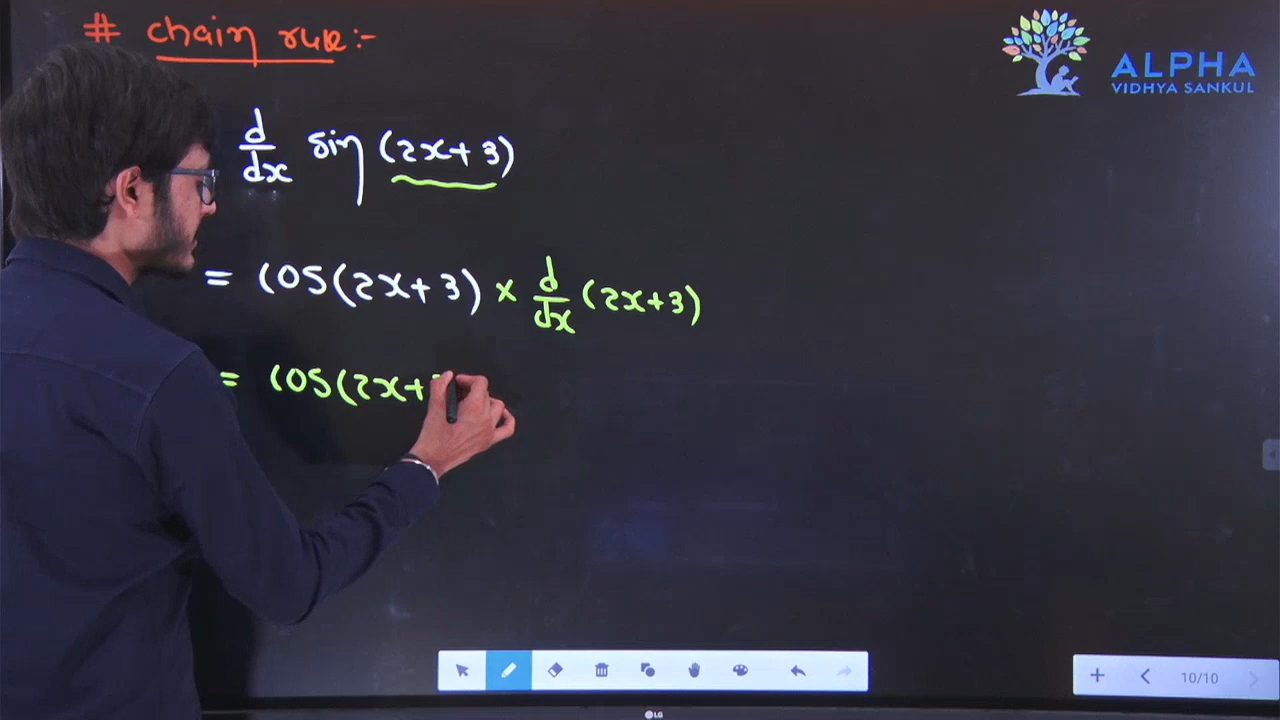 # chain rule:-
ALPHA
VIDHYA SANKUL
d/dx sin (2x+3)
= cos(2x+3) × d/dx (2x+3)
= cos(2x+
10/10
LG